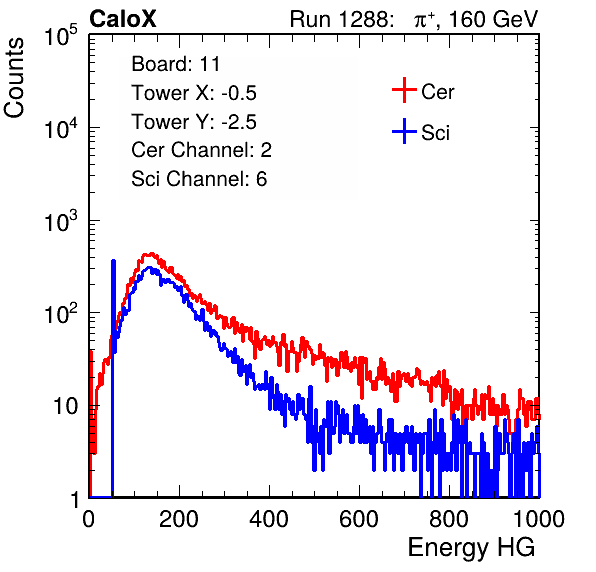 CaloX Run 1288: π⁺, 160 GeV
Counts
10⁵
10⁴
10³
10²
10
1
Board: 11
Tower X: -0.5
Tower Y: -2.5
Cer Channel: 2
Sci Channel: 6
Cer
Sci
0 200 400 600 800 1000
Energy HG